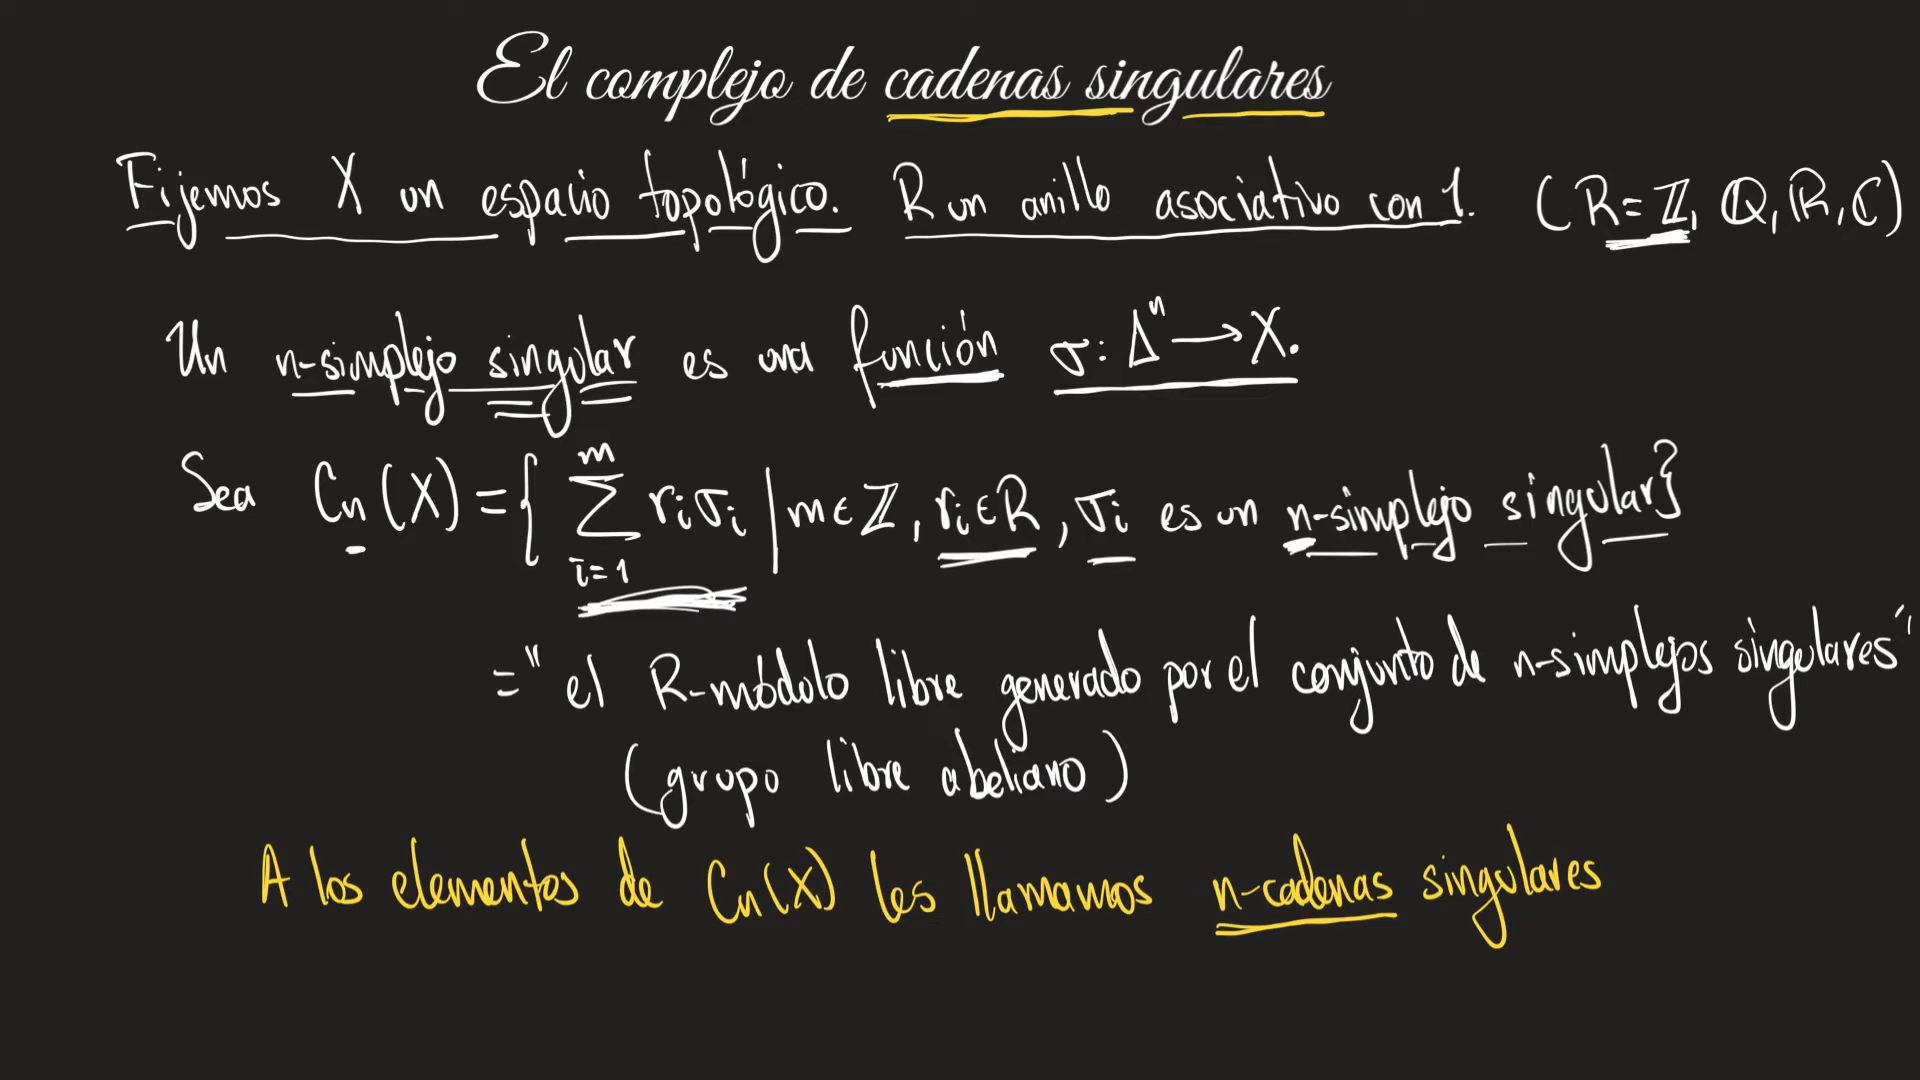 El complejo de cadenas singulares
Fijemos X un espacio topológico. R un anillo asociativo con 1. (R=ℤ, ℚ, ℝ, ℂ)
Un n-simplejo singular es una función σ: Δⁿ → X.
Sea Cn(X) = { ∑_{i=1}^{m} rᵢσᵢ | m∈ℤ, rᵢ∈R, σᵢ es un n-simplejo singular}
= "el R-módulo libre generado por el conjunto de n-simplejos singulares"
(grupo libre abeliano)
A los elementos de Cn(X) les llamamos n-cadenas singulares